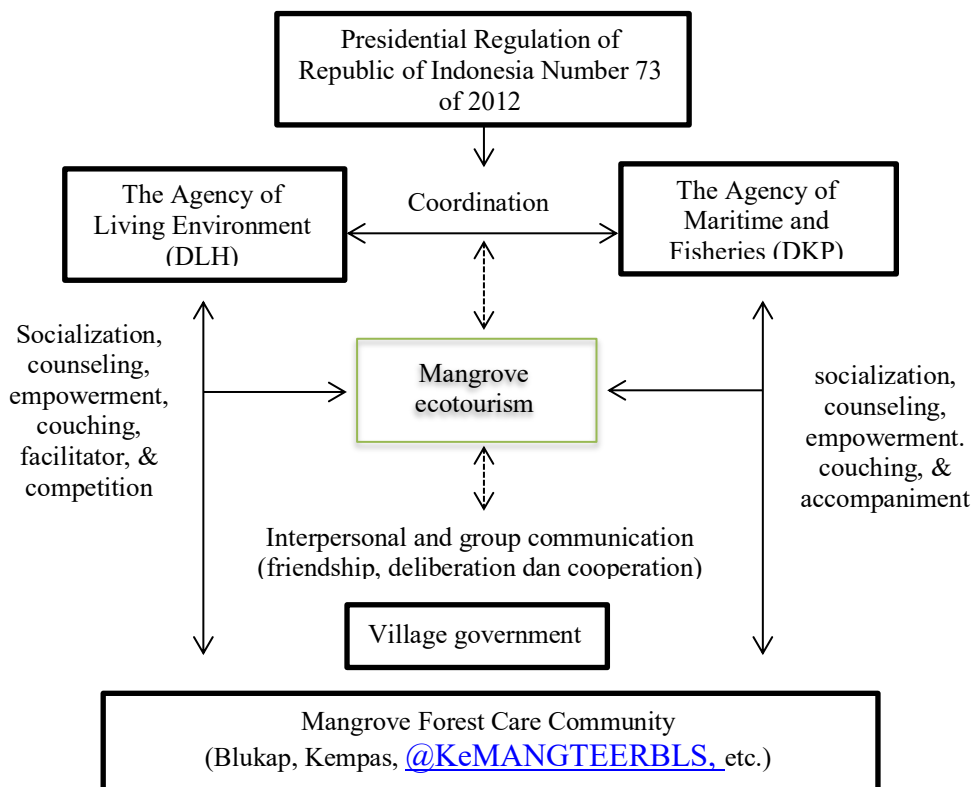 Presidential Regulation of
Republic of Indonesia Number 73
of 2012
The Agency of
Living Environment
(DLH)
Coordination
The Agency of
Maritime and
Fisheries (DKP)
Socialization,
counseling,
empowerment,
couching,
facilitator, &
competition
Mangrove
ecotourism
socialization,
counseling,
empowerment.
couching, &
accompaniment
Interpersonal and group communication
(friendship, deliberation dan cooperation)
Village government
Mangrove Forest Care Community
(Blukap, Kempas, @KeMANGTEERBLS, etc.)